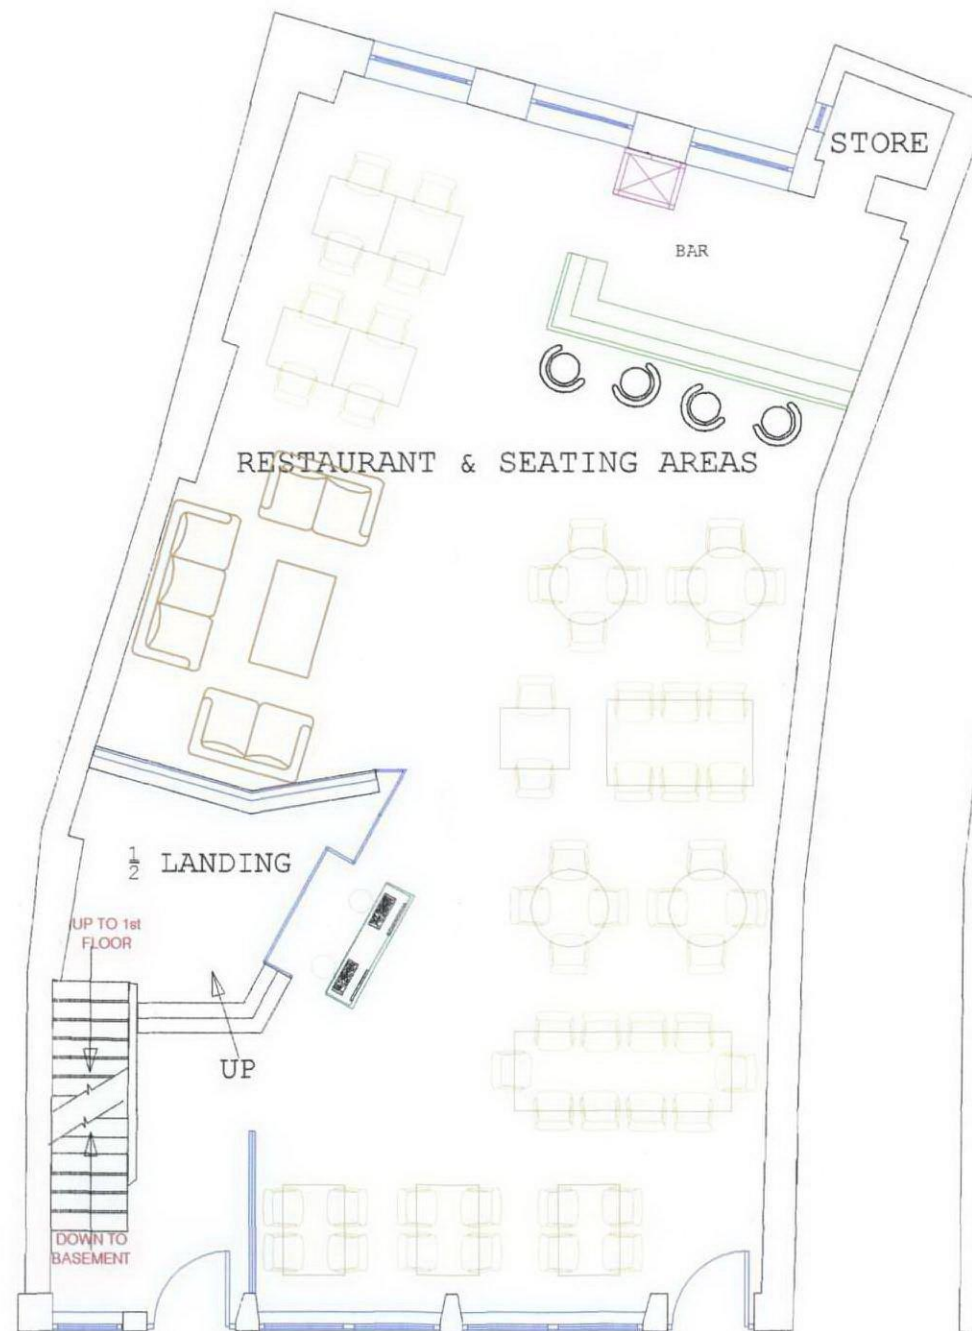 STORE
BAR
RESTAURANT & SEATING AREAS
½ LANDING
UP TO 1st
FLOOR
UP
DOWN TO
BASEMENT